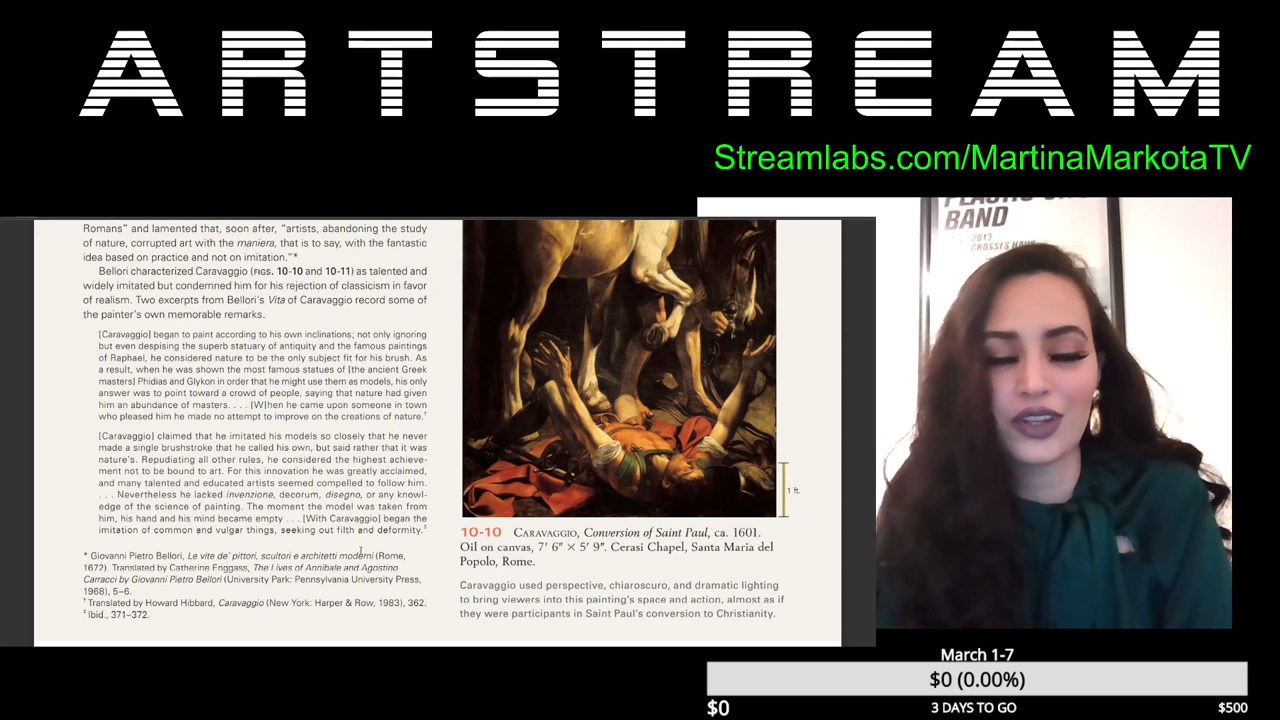 ARTSTREAM
Streamlabs.com/MartinaMarkotaTV
Romans” and lamented that, soon after, “artists, abandoning the study
of nature, corrupted art with the maniera, that is to say, with the fantastic
idea based on practice and not on imitation.”*
Bellori characterized Caravaggio (FIGS. 10-10 and 10-11) as talented and
widely imitated but condemned him for his rejection of classicism in favor
of realism. Two excerpts from Bellori’s Vita of Caravaggio record some of
the painter’s own memorable remarks.
[Caravaggio] began to paint according to his own inclinations; not only ignoring
but even despising the superb statuary of antiquity and the famous paintings
of Raphael, he considered nature to be the only subject fit for his brush. As
a result, when he was shown the most famous statues of [the ancient Greek
masters] Phidias and Glykon in order that he might use them as models, his only
answer was to point toward a crowd of people, saying that nature had given
him an abundance of masters. . . . [W]hen he came upon someone in town
who pleased him he made no attempt to improve on the creations of nature.†
[Caravaggio] claimed that he imitated his models so closely that he never
made a single brushstroke that he called his own, but said rather that it was
nature’s. Repudiating all other rules, he considered the highest achieve-
ment not to be bound to art. For this innovation he was greatly acclaimed,
and many talented and educated artists seemed compelled to follow him.
. . . Nevertheless he lacked invenzione, decorum, disegno, or any knowl-
edge of the science of painting. The moment the model was taken from
him, his hand and his mind became empty . . . [With Caravaggio] began the
imitation of common and vulgar things, seeking out filth and deformity.‡
* Giovanni Pietro Bellori, Le vite de’ pittori, scultori e architetti moderni (Rome,
1672). Translated by Catherine Enggass, The Lives of Annibale and Agostino
Carracci by Giovanni Pietro Bellori (University Park: Pennsylvania University Press,
1968), 5–6.
† Translated by Howard Hibbard, Caravaggio (New York: Harper & Row, 1983), 362.
‡ Ibid., 371–372.
1 ft.
10-10 CARAVAGGIO, Conversion of Saint Paul, ca. 1601.
Oil on canvas, 7′ 6″ × 5′ 9″. Cerasi Chapel, Santa Maria del
Popolo, Rome.
Caravaggio used perspective, chiaroscuro, and dramatic lighting
to bring viewers into this painting’s space and action, almost as if
they were participants in Saint Paul’s conversion to Christianity.
BAND
2013
March 1-7
$0 (0.00%)
$0
3 DAYS TO GO
$500